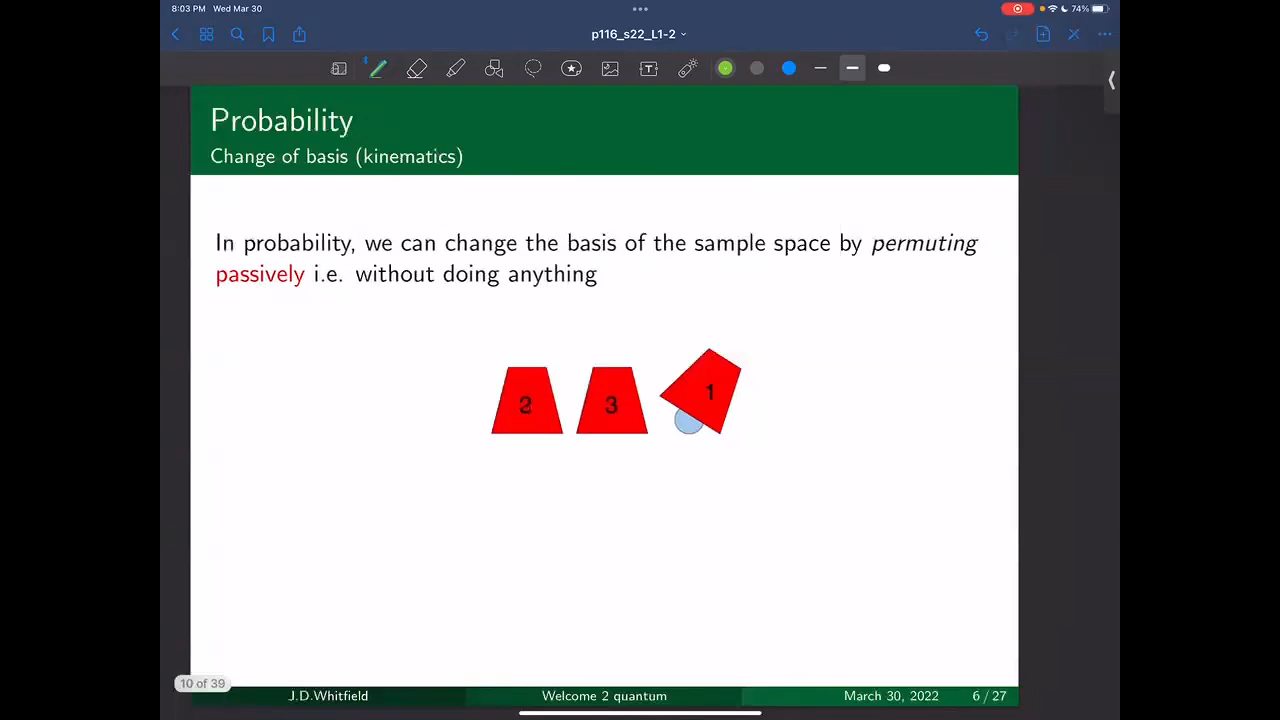 8:03 PM Wed Mar 30
74%
p116_s22_L1-2
Probability
Change of basis (kinematics)
In probability, we can change the basis of the sample space by permuting
passively i.e. without doing anything
2 3 1
10 of 39
J.D.Whitfield Welcome 2 quantum March 30, 2022 6 / 27